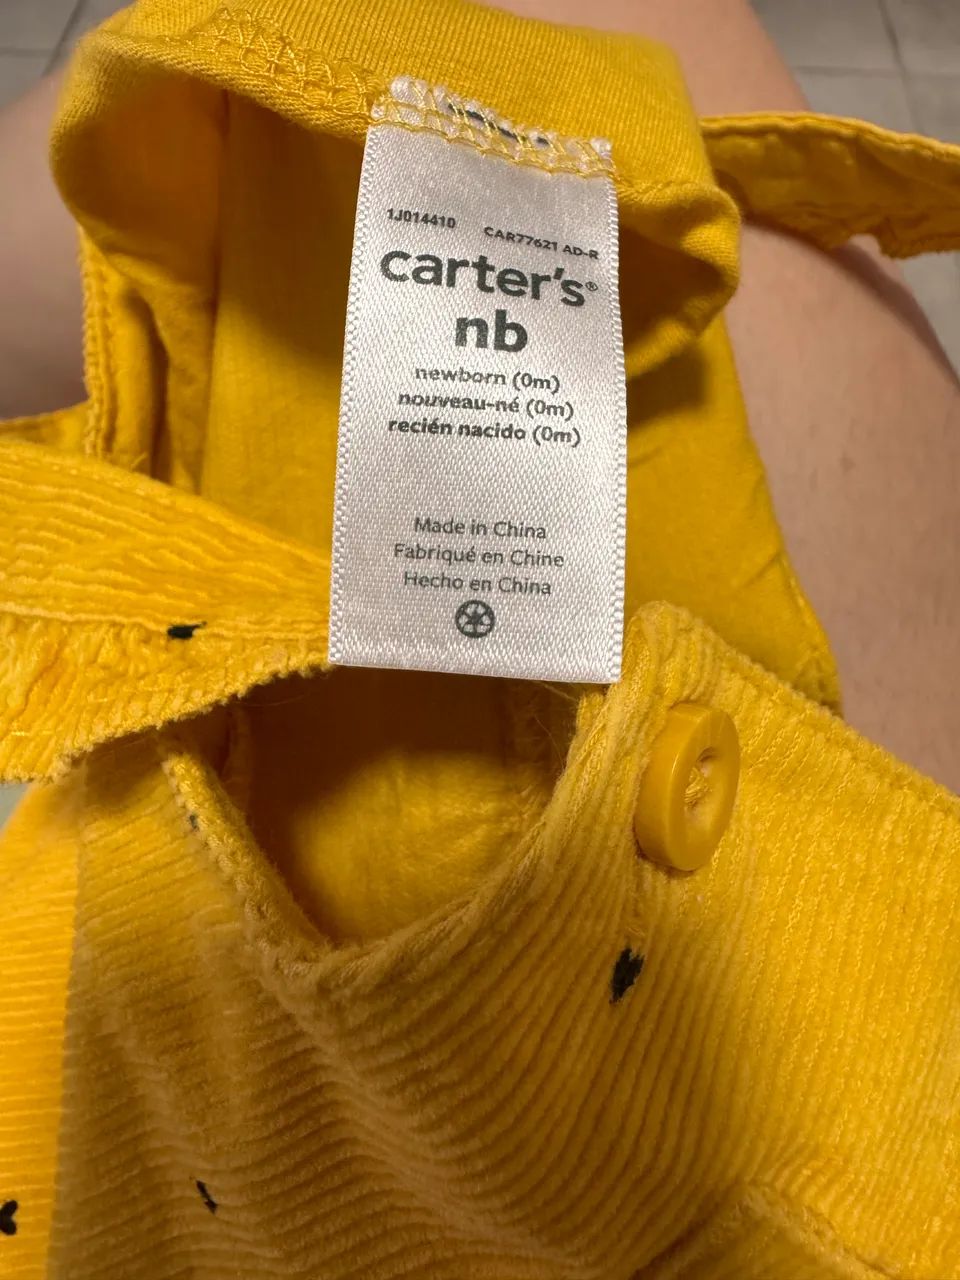 1J014410 CAR77621 AD-R
carter's®
nb
newborn (0m)
nouveau-né (0m)
recién nacido (0m)
Made in China
Fabriqué en Chine
Hecho en China